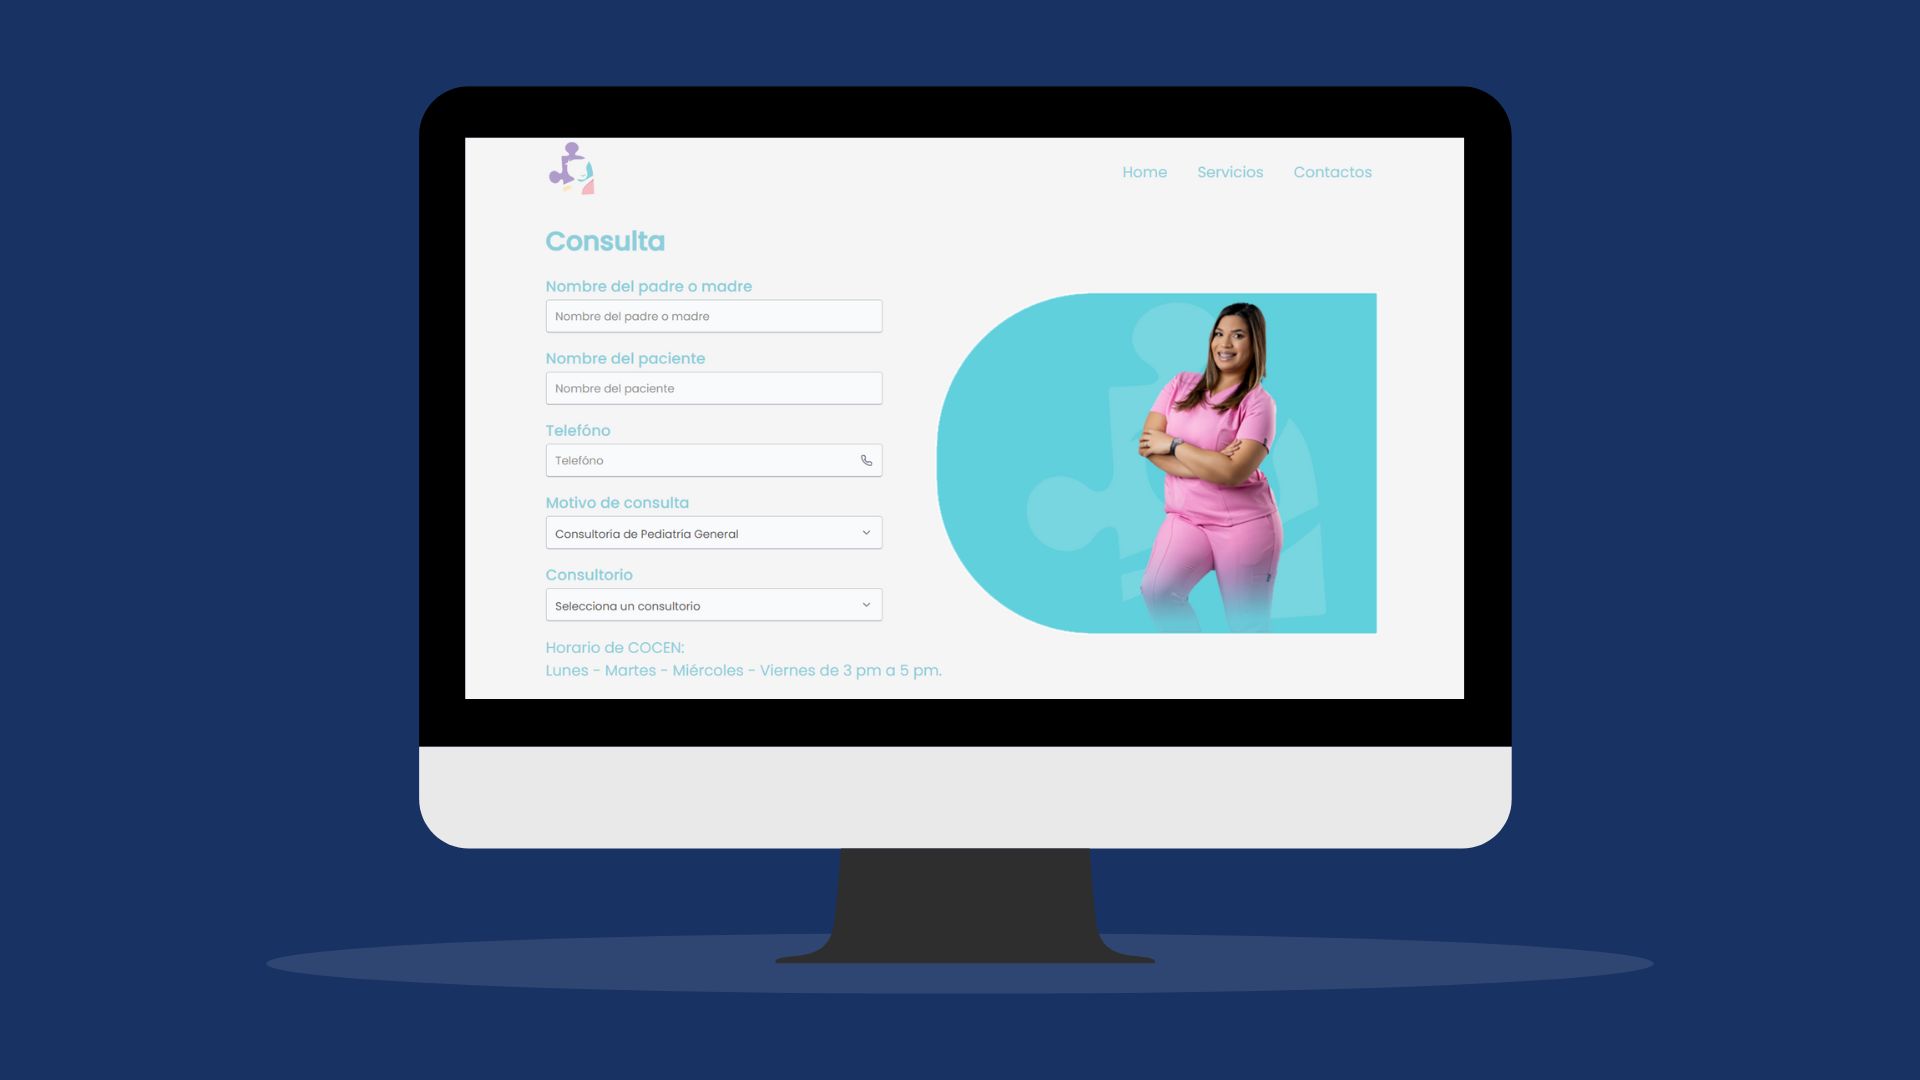 Home Servicios Contactos
Consulta
Nombre del padre o madre
Nombre del padre o madre
Nombre del paciente
Nombre del paciente
Telefóno
Telefóno
Motivo de consulta
Consultoria de Pediatría General
Consultorio
Selecciona un consultorio
Horario de COCEN:
Lunes - Martes - Miércoles - Viernes de 3 pm a 5 pm.